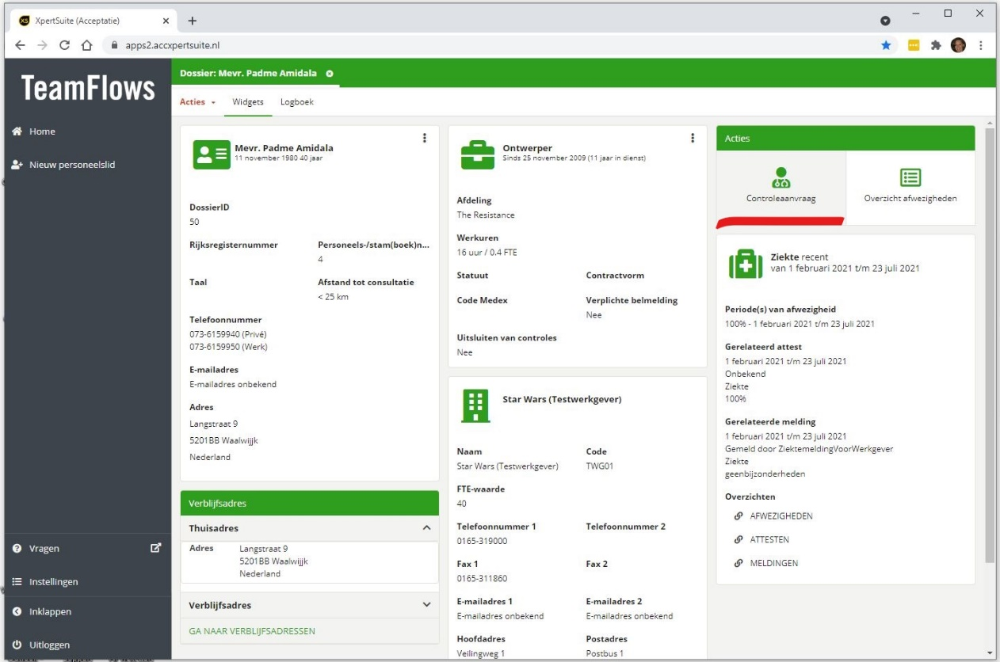 XpertSuite (Acceptatie)
apps2.accxpertsuite.nl
TeamFlows
Home
Nieuw personeelslid
Vragen
Instellingen
Inklappen
Uitloggen
Dossier: Mevr. Padme Amidala
Acties Widgets Logboek
Mevr. Padme Amidala
11 november 1980 40 jaar
DossierID
50
Rijksregisternummer Personeels-/stam(boek)n...
4
Taal Afstand tot consultatie
< 25 km
Telefoonnummer
073-6159940 (Privé)
073-6159950 (Werk)
E-mailadres
E-mailadres onbekend
Adres
Langstraat 9
5201BB Waalwijjk
Nederland
Verblijfsadres
Thuisadres
Adres Langstraat 9
5201BB Waalwijjk
Nederland
Verblijfsadres
GA NAAR VERBLIJFSADRESSEN
Ontwerper
Sinds 25 november 2009 (11 jaar in dienst)
Afdeling
The Resistance
Werkuren
16 uur / 0.4 FTE
Statuut Contractvorm
Code Medex Verplichte belmelding
Nee
Uitsluiten van controles
Nee
Star Wars (Testwerkgever)
Naam Code
Star Wars (Testwerkgever) TWG01
FTE-waarde
40
Telefoonnummer 1 Telefoonnummer 2
0165-319000
Fax 1 Fax 2
0165-311860
E-mailadres 1 E-mailadres 2
E-mailadres onbekend E-mailadres onbekend
Hoofdadres Postadres
Veilingweg 1 Postbus 1
Acties
Controleaanvraag Overzicht afwezigheden
Ziekte recent
van 1 februari 2021 t/m 23 juli 2021
Periode(s) van afwezigheid
100% - 1 februari 2021 t/m 23 juli 2021
Gerelateerd attest
1 februari 2021 t/m 23 juli 2021
Onbekend
Ziekte
100%
Gerelateerde melding
1 februari 2021 t/m 23 juli 2021
Gemeld door ZiektemeldingVoorWerkgever
Ziekte
geenbijzonderheden
Overzichten
AFWEZIGHEDEN
ATTESTEN
MELDINGEN